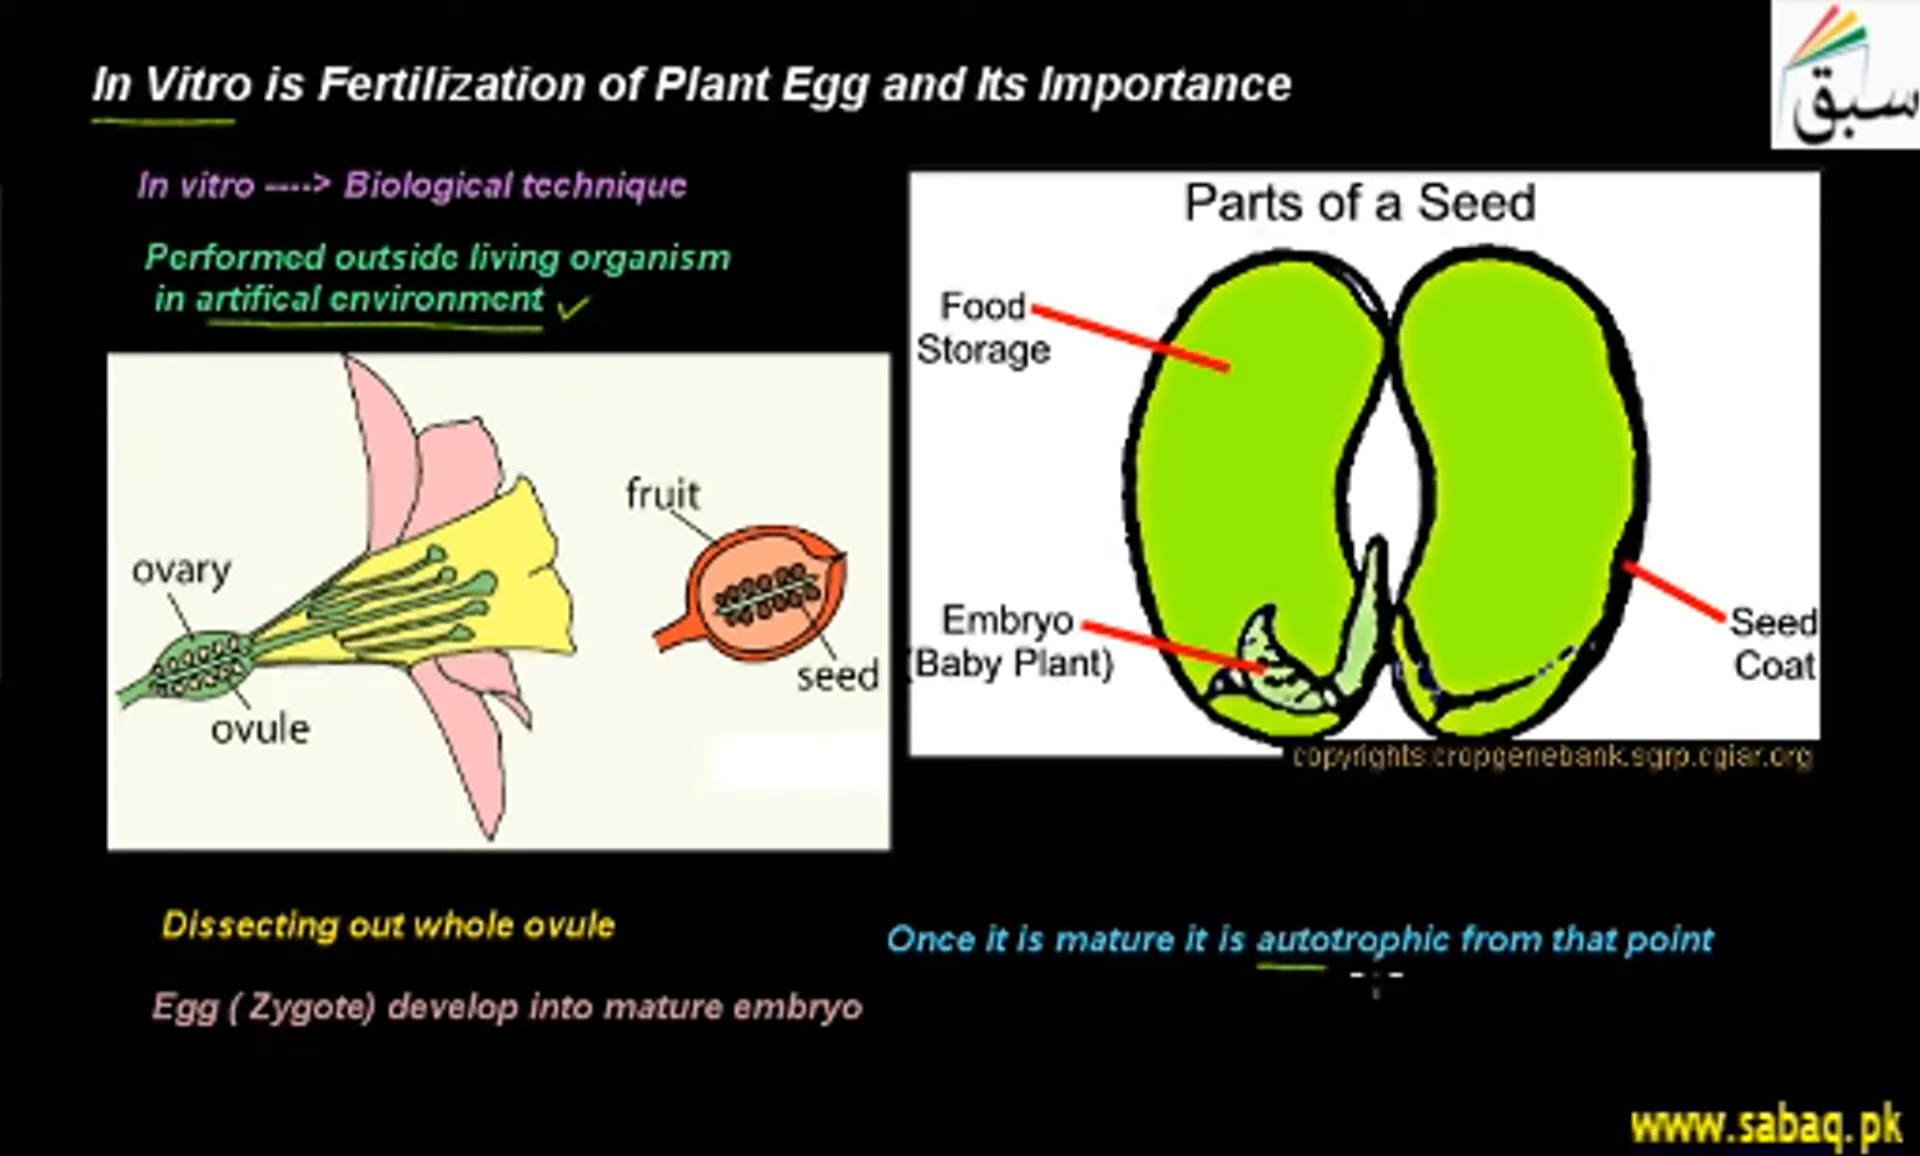 In Vitro is Fertilization of Plant Egg and Its Importance
سبق
In vitro ----> Biological technique
Performed outside living organism
in artifical environment
Parts of a Seed
Food
Storage
Embryo
(Baby Plant)
Seed
Coat
copyrights:cropgenebank.sgrp.cgiar.org
fruit
ovary
seed
ovule
Dissecting out whole ovule
Once it is mature it is autotrophic from that point
Egg ( Zygote) develop into mature embryo
www.sabaq.pk